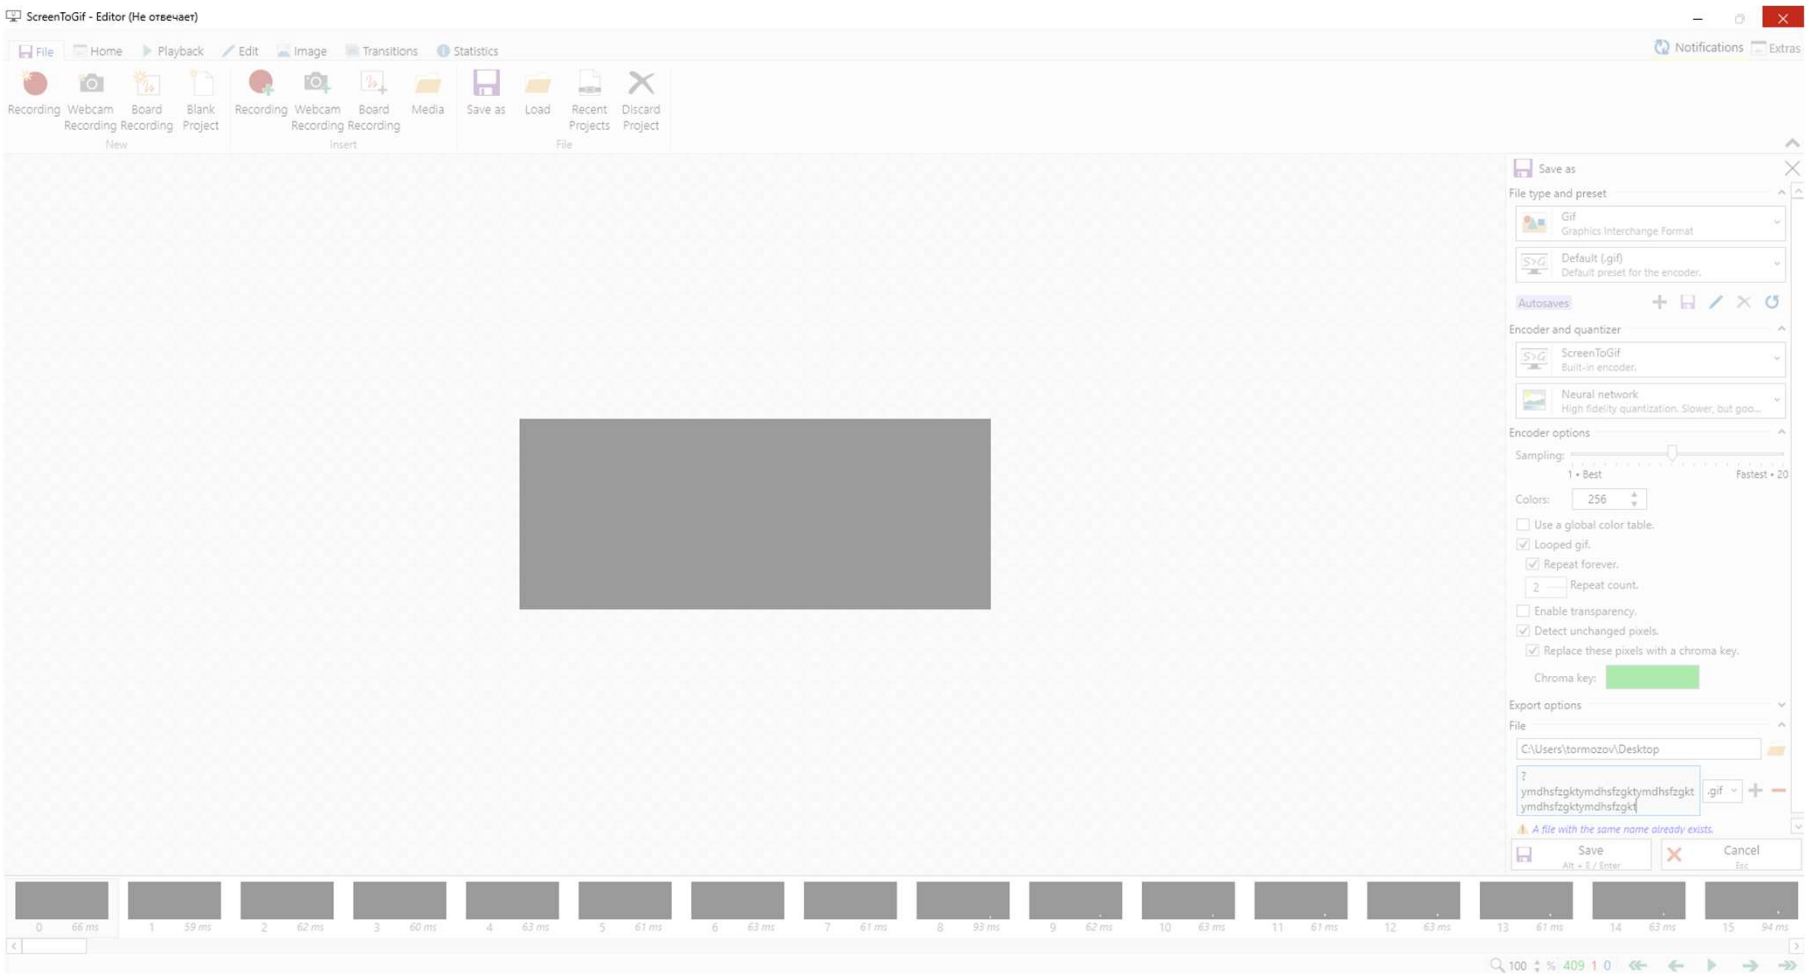 ScreenToGif - Editor (Не отвечает)
File Home Playback Edit Image Transitions Statistics
Notifications Extras
Recording Webcam Recording Board Recording Blank Project
Recording Webcam Recording Board Recording Media
Save as Load Recent Projects Discard Project
New Insert File
Save as
File type and preset
Gif
Graphics Interchange Format
S>G Default (.gif)
Default preset for the encoder.
Autosaves
Encoder and quantizer
S>G ScreenToGif
Built-in encoder.
Neural network
High fidelity quantization. Slower, but goo...
Encoder options
Sampling:
1 • Best Fastest • 20
Colors: 256
Use a global color table.
Looped gif.
Repeat forever.
2 Repeat count.
Enable transparency.
Detect unchanged pixels.
Replace these pixels with a chroma key.
Chroma key:
Export options
File
C:\Users\tormozov\Desktop
?
ymdhsfzgktymdhsfzgktymdhsfzgkt .gif
ymdhsfzgktymdhsfzgkt
A file with the same name already exists.
Save Cancel
Alt + E / Enter Esc
0 66 ms 1 59 ms 2 62 ms 3 60 ms 4 63 ms 5 61 ms 6 63 ms 7 61 ms 8 93 ms 9 62 ms 10 63 ms 11 61 ms 12 63 ms 13 61 ms 14 63 ms 15 94 ms
100 % 409 1 0